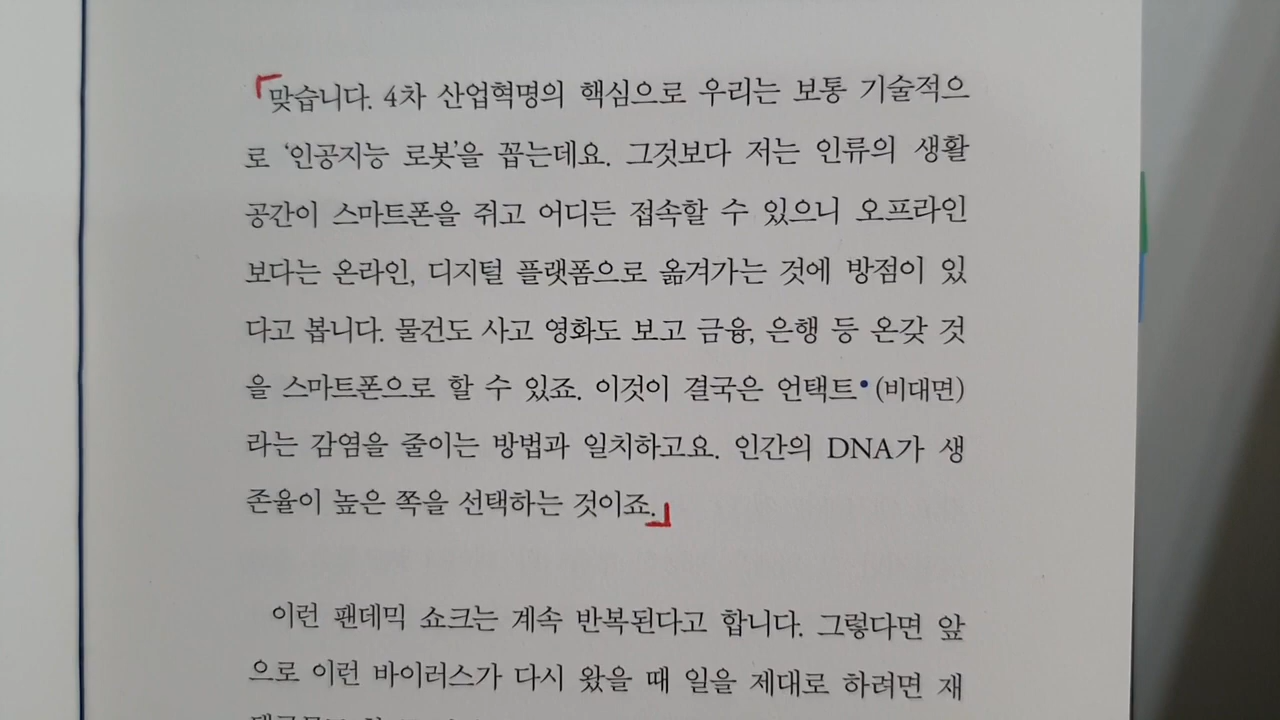 맞습니다. 4차 산업혁명의 핵심으로 우리는 보통 기술적으
로 ‘인공지능 로봇’을 꼽는데요. 그것보다 저는 인류의 생활
공간이 스마트폰을 쥐고 어디든 접속할 수 있으니 오프라인
보다는 온라인, 디지털 플랫폼으로 옮겨가는 것에 방점이 있
다고 봅니다. 물건도 사고 영화도 보고 금융, 은행 등 온갖 것
을 스마트폰으로 할 수 있죠. 이것이 결국은 언택트•(비대면)
라는 감염을 줄이는 방법과 일치하고요. 인간의 DNA가 생
존율이 높은 쪽을 선택하는 것이죠.
이런 팬데믹 쇼크는 계속 반복된다고 합니다. 그렇다면 앞
으로 이런 바이러스가 다시 왔을 때 일을 제대로 하려면 재